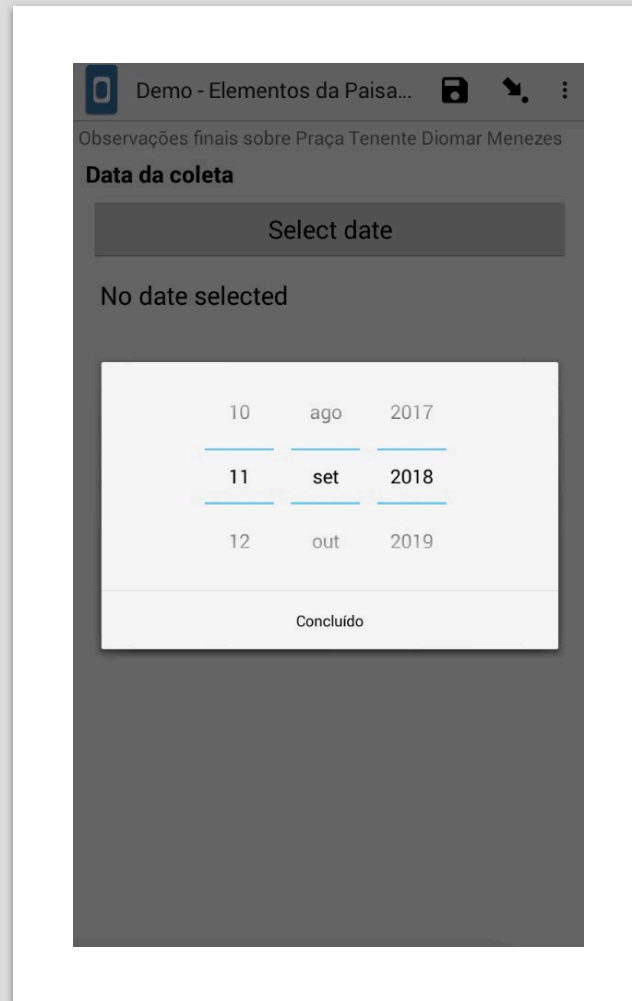 Demo - Elementos da Paisa...
Observações finais sobre Praça Tenente Diomar Menezes
Data da coleta
Select date
No date selected
10 ago 2017
11 set 2018
12 out 2019
Concluído